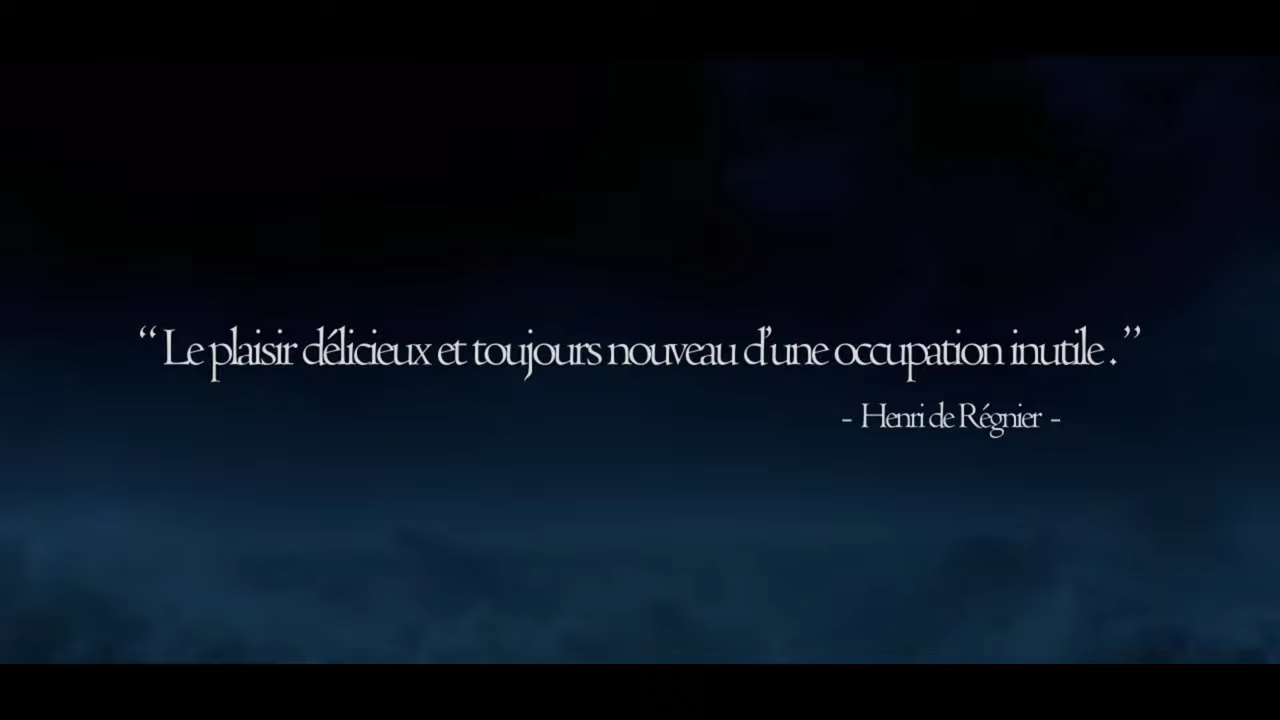 “ Le plaisir délicieux et toujours nouveau d’une occupation inutile . ”
- Henri de Régnier -